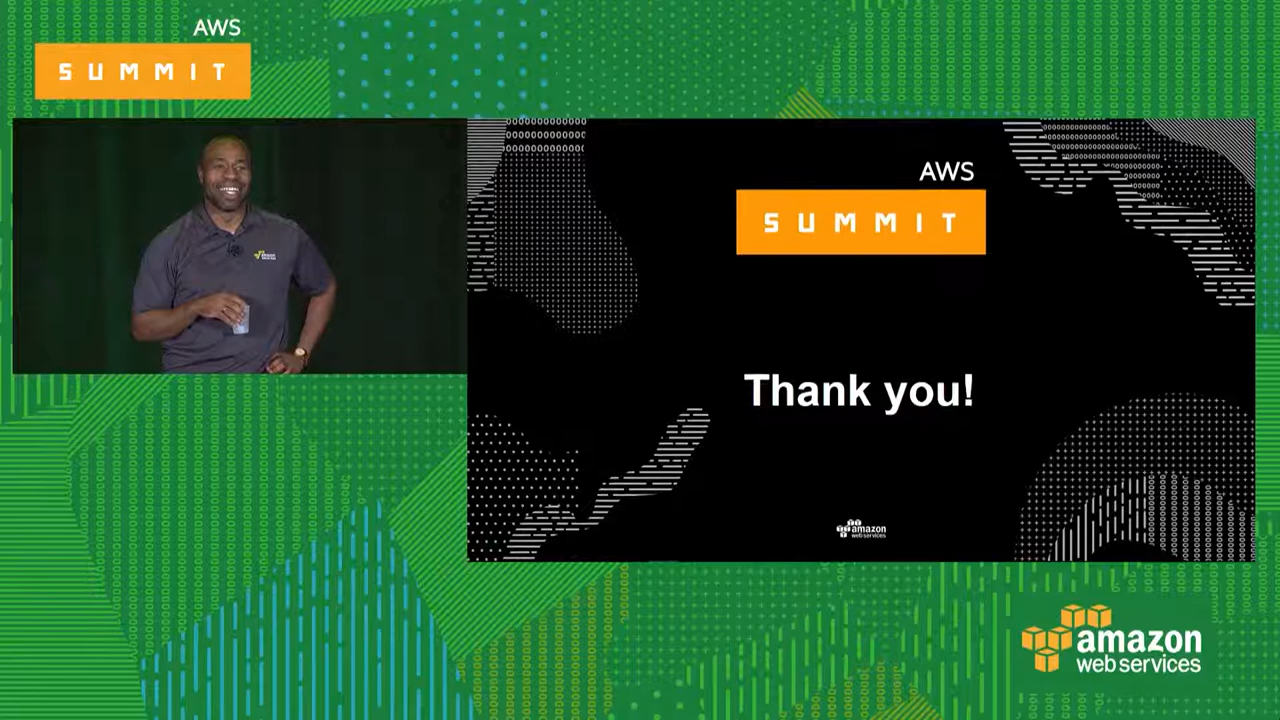 AWS
SUMMIT
AWS
SUMMIT
Thank you!
amazon
web services
amazon
web services